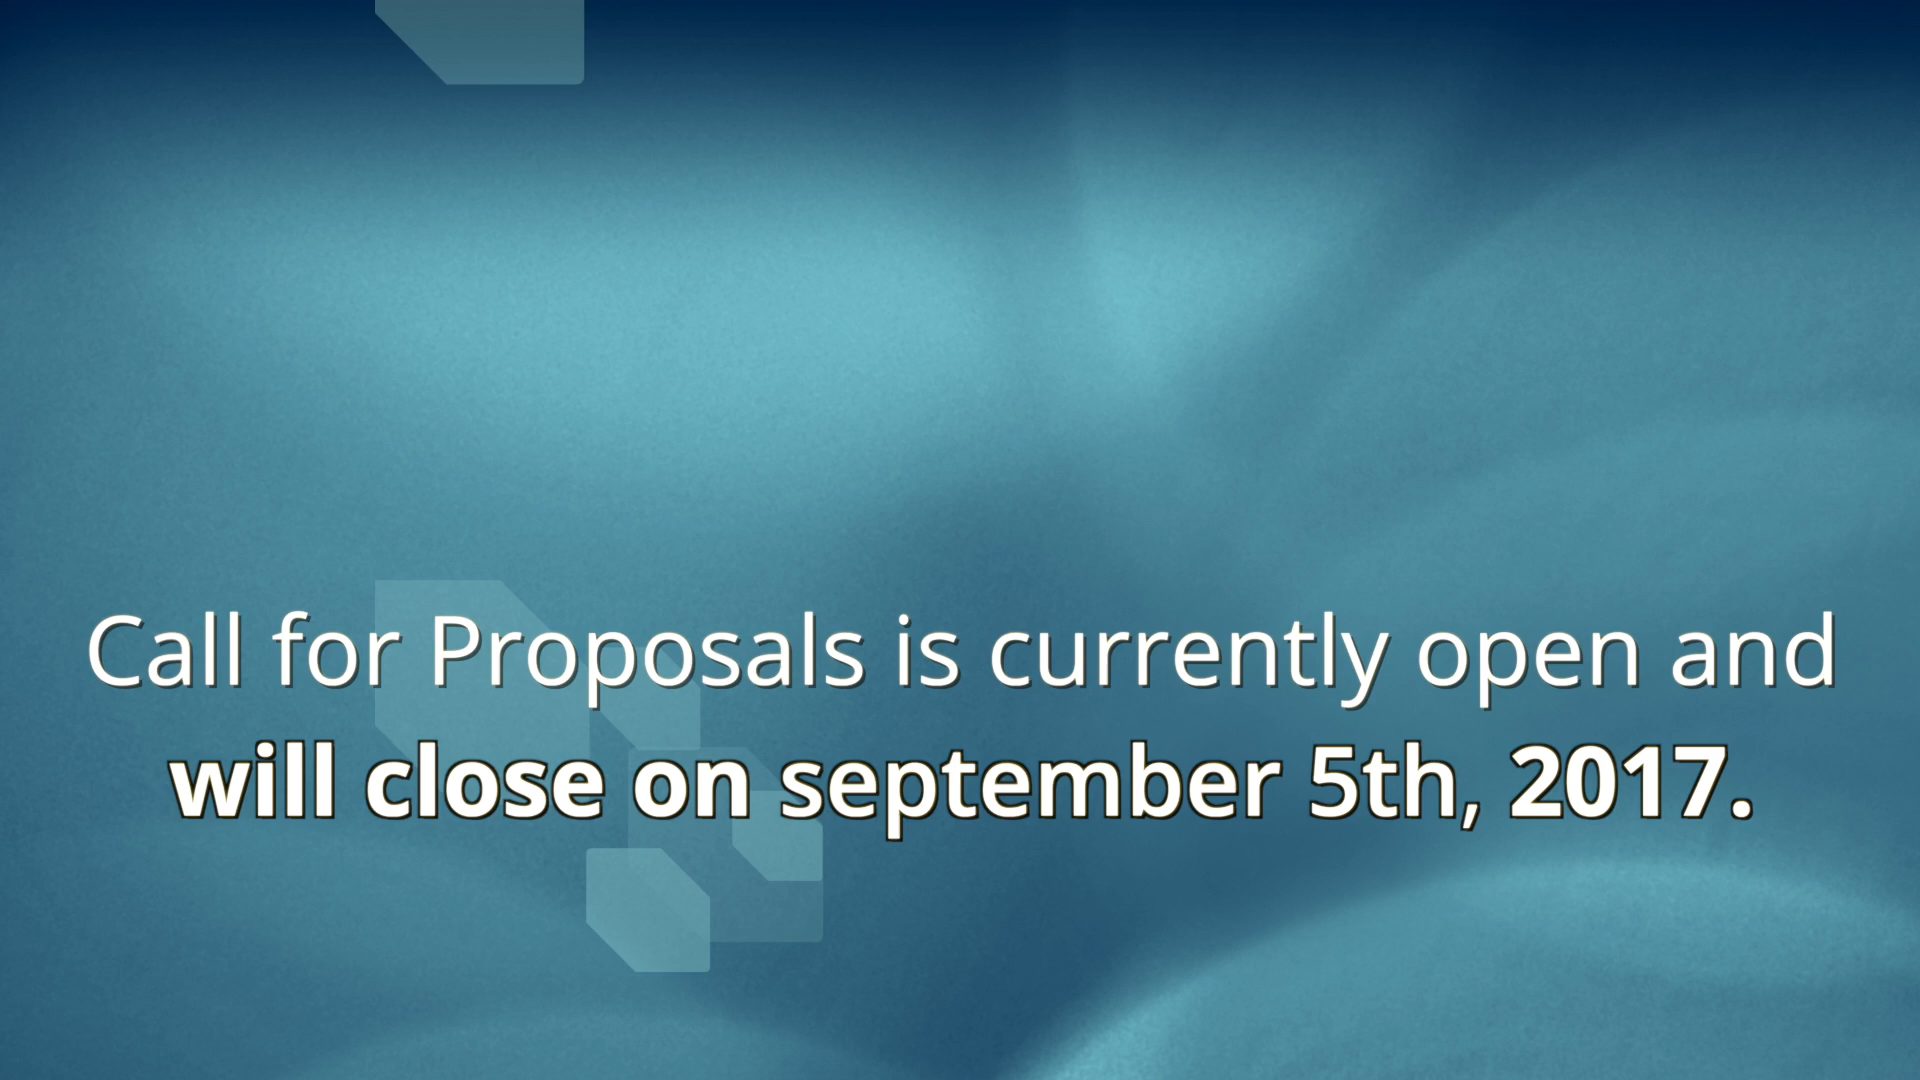 Call for Proposals is currently open and
will close on september 5th, 2017.